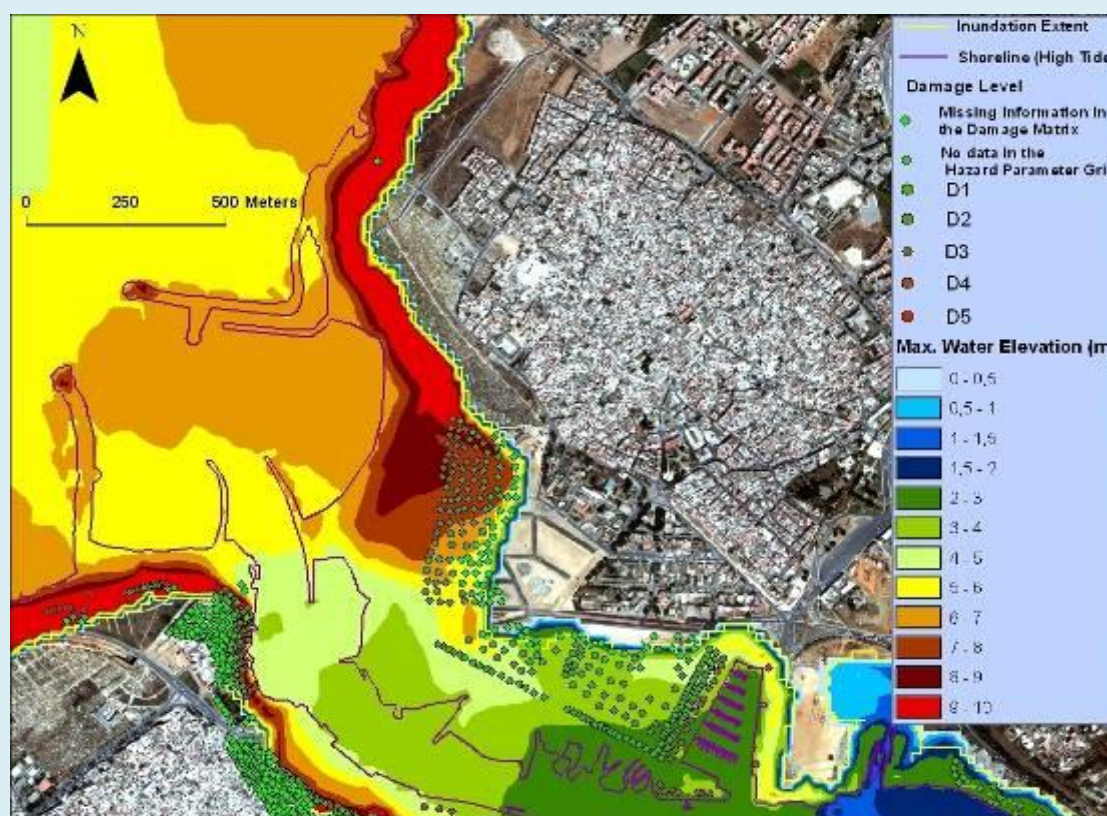 N
0 250 500 Meters
Inundation Extent
Shoreline (High Tide
Damage Level
Missing Information in
the Damage Matrix
No data in the
Hazard Parameter Gri
D1
D2
D3
D4
D5
Max. Water Elevation (m
0 - 0,5
0,5 - 1
1 - 1,5
1,5 - 2
2 - 3
3 - 4
4 - 5
5 - 6
6 - 7
7 - 8
8 - 9
9 - 10